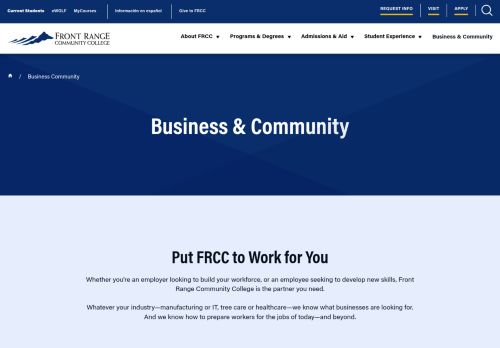 Current Students eWOLF MyCourses Información en español Give to FRCC REQUEST INFO VISIT APPLY
FRONT RANGE
COMMUNITY COLLEGE
About FRCC Programs & Degrees Admissions & Aid Student Experience Business & Community
/ Business Community
Business & Community
Put FRCC to Work for You
Whether you're an employer looking to build your workforce, or an employee seeking to develop new skills, Front
Range Community College is the partner you need.
Whatever your industry—manufacturing or IT, tree care or healthcare—we know what businesses are looking for.
And we know how to prepare workers for the jobs of today—and beyond.